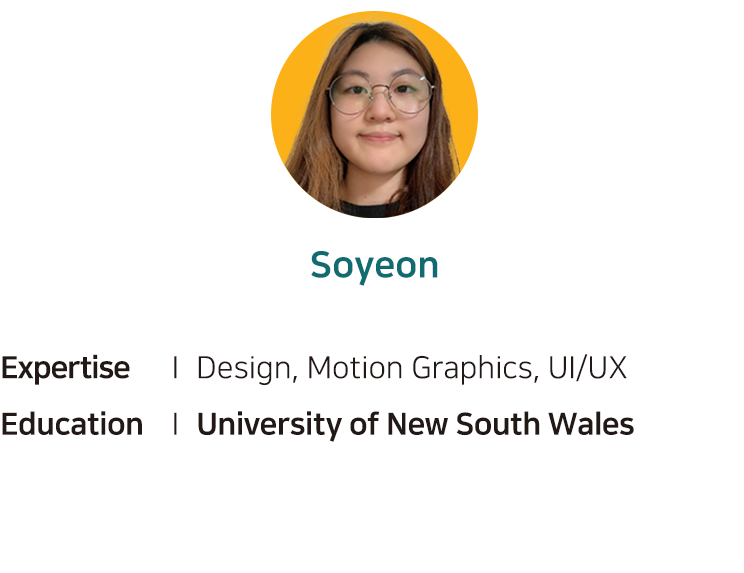 Soyeon
Expertise | Design, Motion Graphics, UI/UX
Education | University of New South Wales